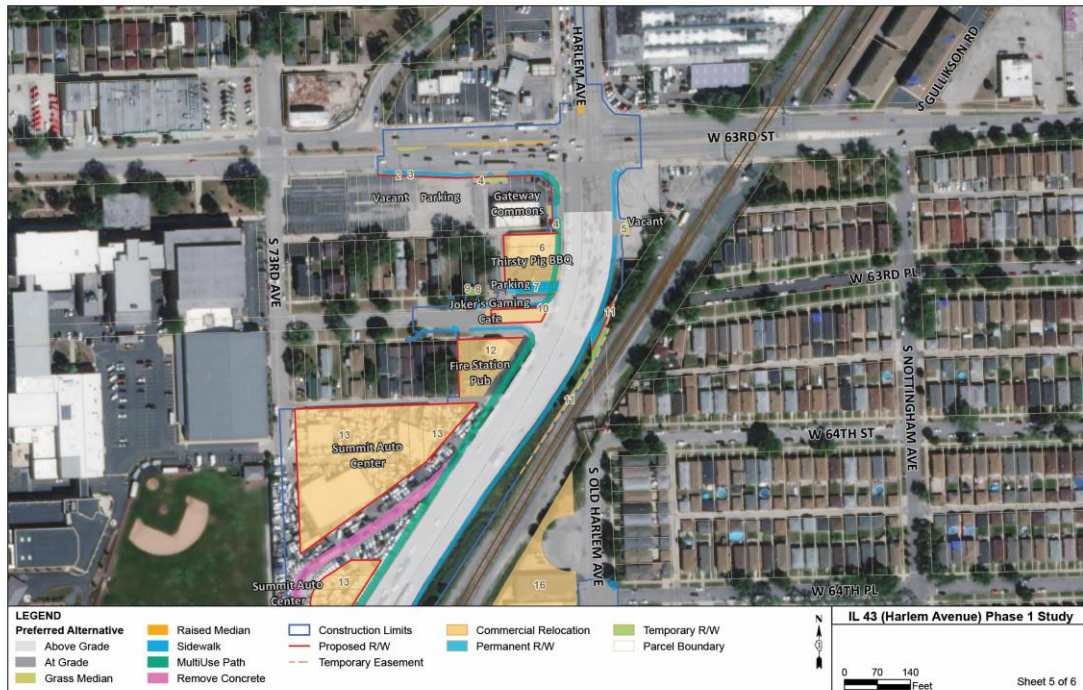 HARLEM AVE
S GULLIKSON RD
W 63RD ST
2
3
4
Vacant
Parking
Gateway
Commons
4
Vacant
5
S 73RD AVE
6
Thirsty Pig BBQ
W 63RD PL
9
8
Parking
7
Joker's Gaming
Cafe
10
11
12
Fire Station
Pub
S NOTTINGHAM AVE
11
13
13
Summit Auto
Center
W 64TH ST
S OLD HARLEM AVE
Summit Auto
Center
13
16
W 64TH PL
LEGEND
Preferred Alternative
Above Grade
At Grade
Grass Median
Raised Median
Sidewalk
MultiUse Path
Remove Concrete
Construction Limits
Proposed R/W
Temporary Easement
Commercial Relocation
Permanent R/W
Temporary R/W
Parcel Boundary
N
IL 43 (Harlem Avenue) Phase 1 Study
0 70 140
Feet
Sheet 5 of 6